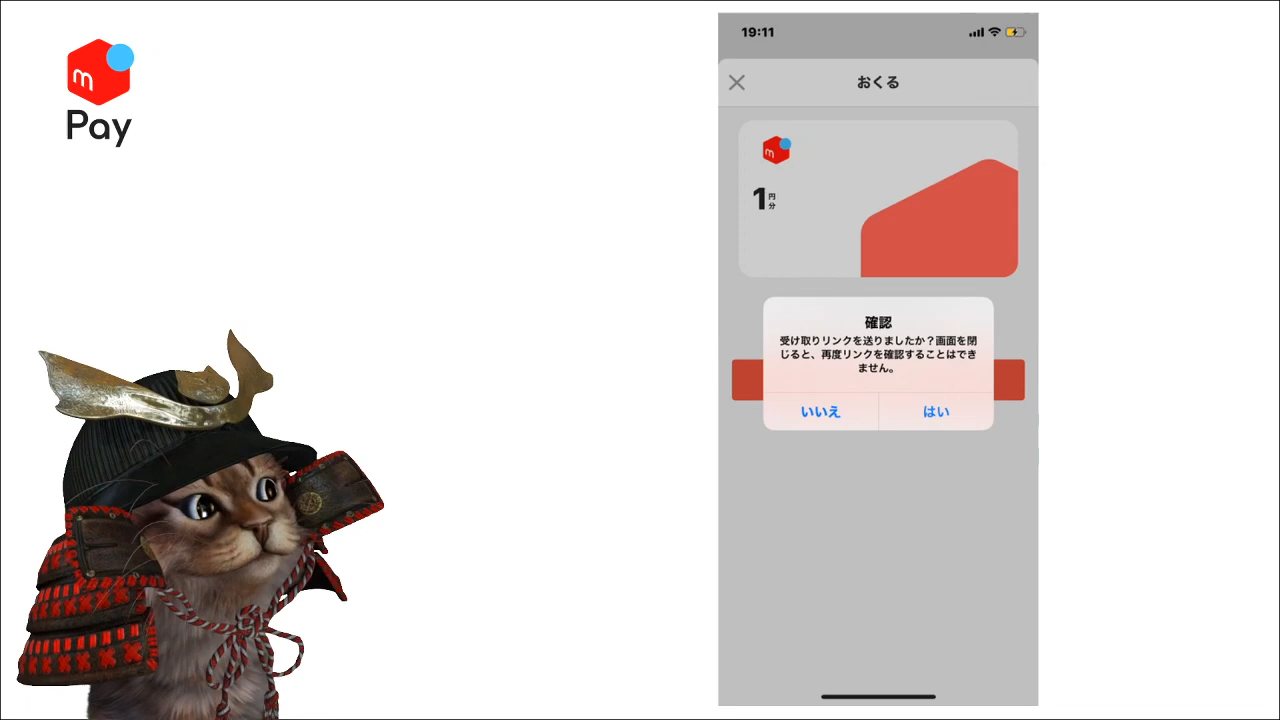 m
Pay
19:11
おくる
m
1円分
確認
受け取りリンクを送りましたか？画面を閉
じると、再度リンクを確認することはでき
ません。
いいえ
はい